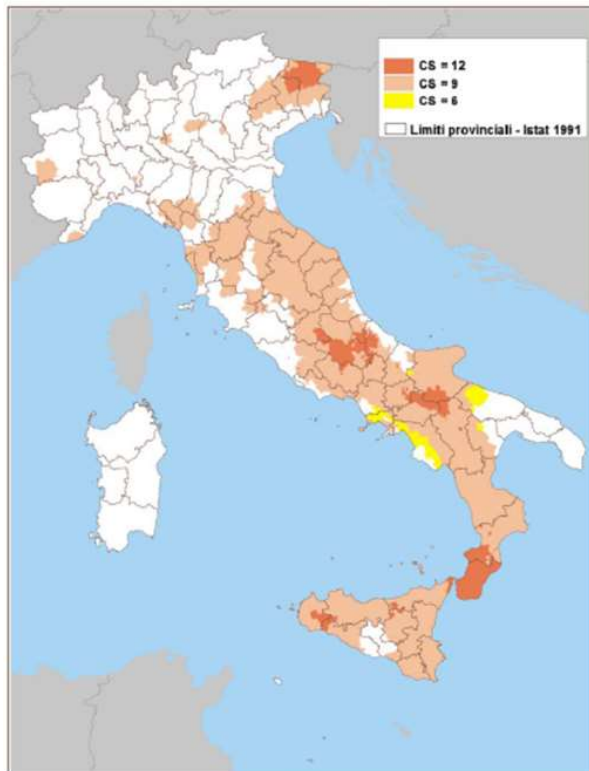 CS = 12
CS = 9
CS = 6
Limiti provinciali - Istat 1991